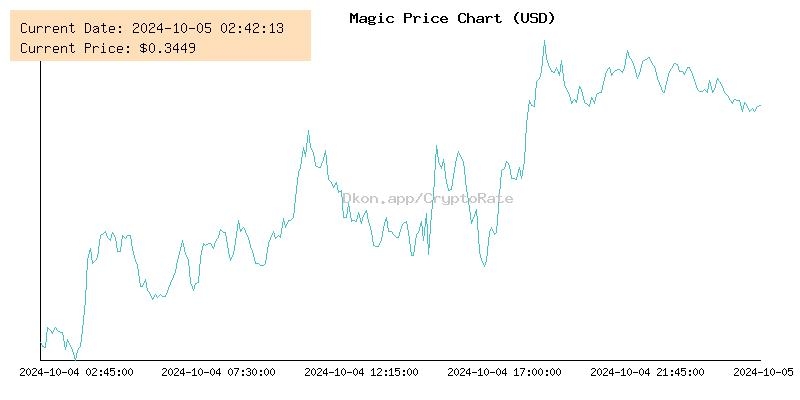 Magic Price Chart (USD)
Current Date: 2024-10-05 02:42:13
Current Price: $0.3449
Dkon.app/CryptoRate
2024-10-04 02:45:00 2024-10-04 07:30:00 2024-10-04 12:15:00 2024-10-04 17:00:00 2024-10-04 21:45:00 2024-10-05